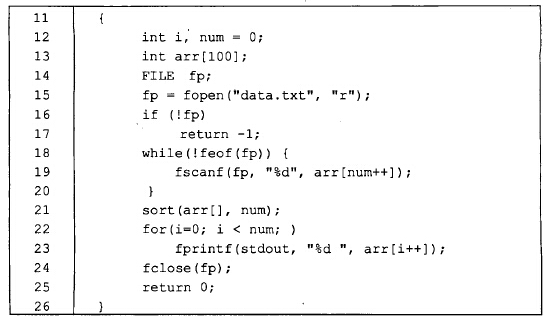 11 {
12 int i, num = 0;
13 int arr[100];
14 FILE fp;
15 fp = fopen("data.txt", "r");
16 if (!fp)
17 return -1;
18 while(!feof(fp)) {
19 fscanf(fp, "%d", arr[num++]);
20 }
21 sort(arr[], num);
22 for(i=0; i < num; )
23 fprintf(stdout, "%d ", arr[i++]);
24 fclose(fp);
25 return 0;
26 }